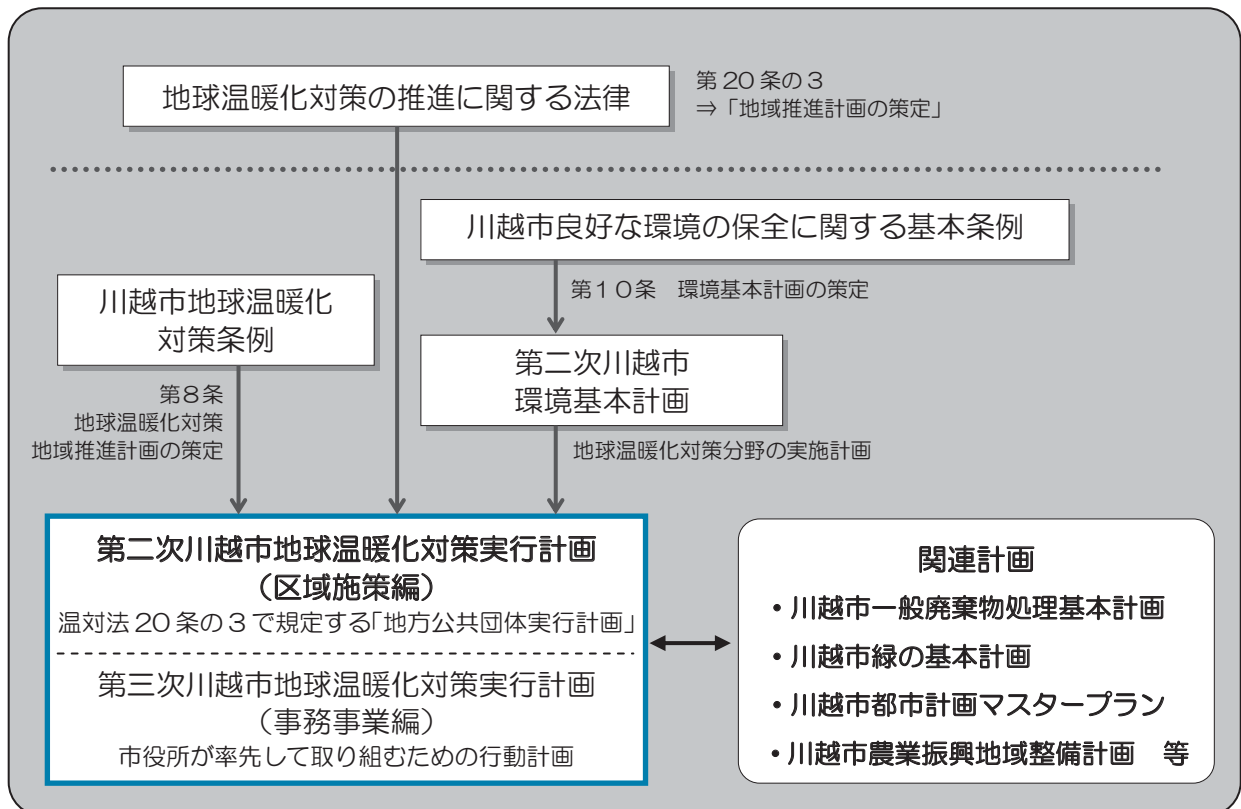 地球温暖化対策の推進に関する法律
第20条の3
⇒「地域推進計画の策定」
川越市良好な環境の保全に関する基本条例
第１０条　環境基本計画の策定
川越市地球温暖化
対策条例
第８条
地球温暖化対策
地域推進計画の策定
第二次川越市
環境基本計画
地球温暖化対策分野の実施計画
第二次川越市地球温暖化対策実行計画
（区域施策編）
温対法20条の3で規定する「地方公共団体実行計画」
第三次川越市地球温暖化対策実行計画
（事務事業編）
市役所が率先して取り組むための行動計画
関連計画
・川越市一般廃棄物処理基本計画
・川越市緑の基本計画
・川越市都市計画マスタープラン
・川越市農業振興地域整備計画　等